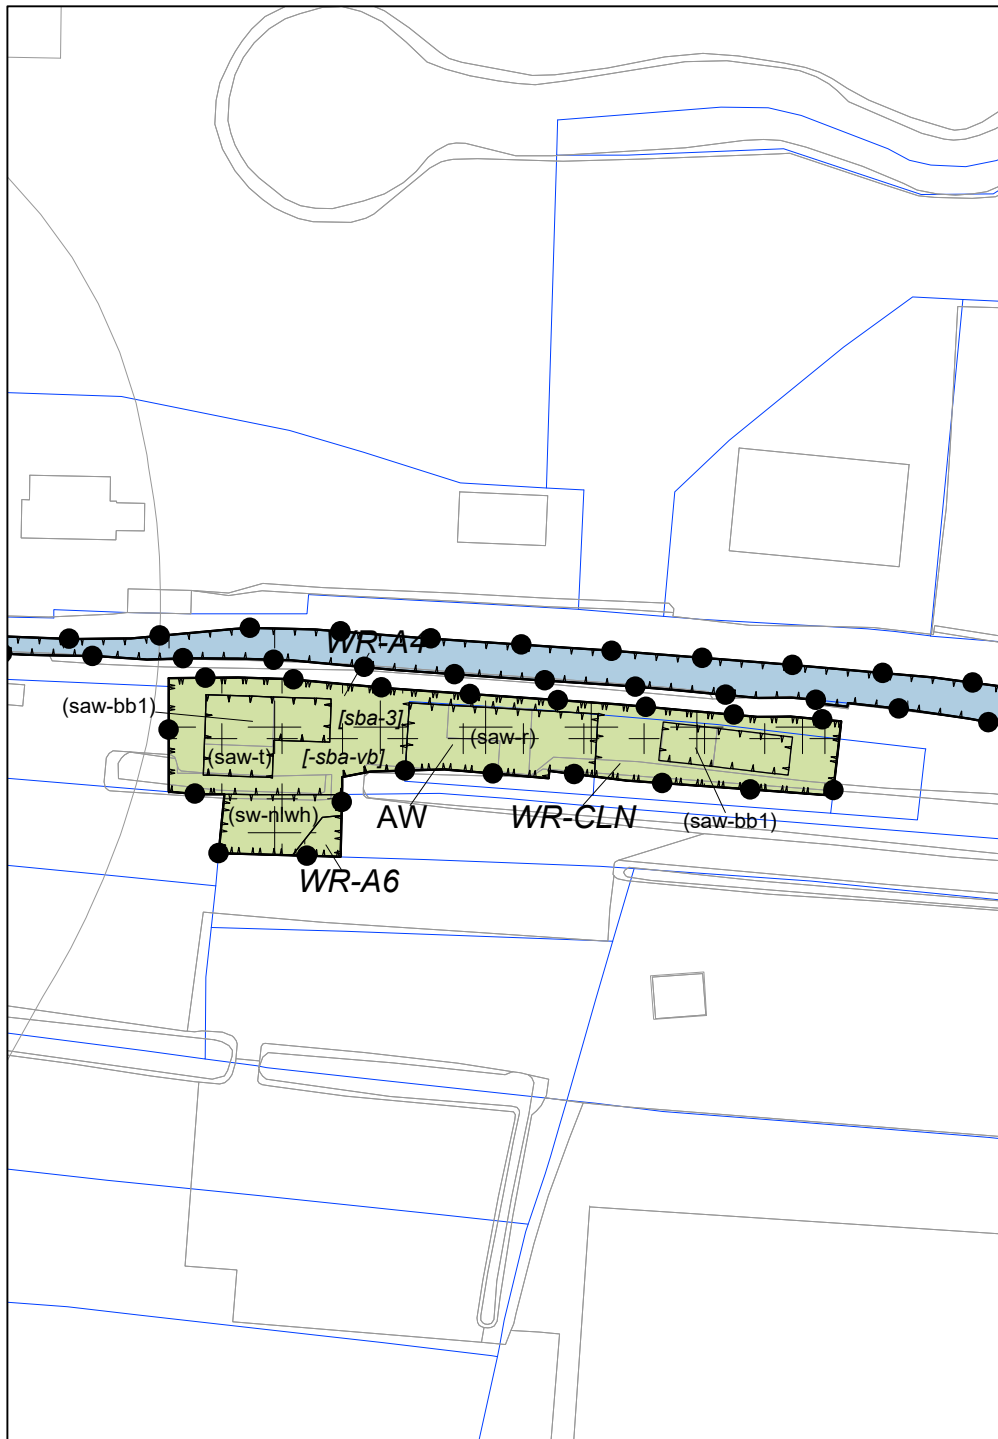 WR-A4
(saw-bb1)
[sba-3]
(saw-r)
(saw-t)
[-sba-vb]
(sw-nlwh)
AW
WR-CLN
(saw-bb1)
WR-A6